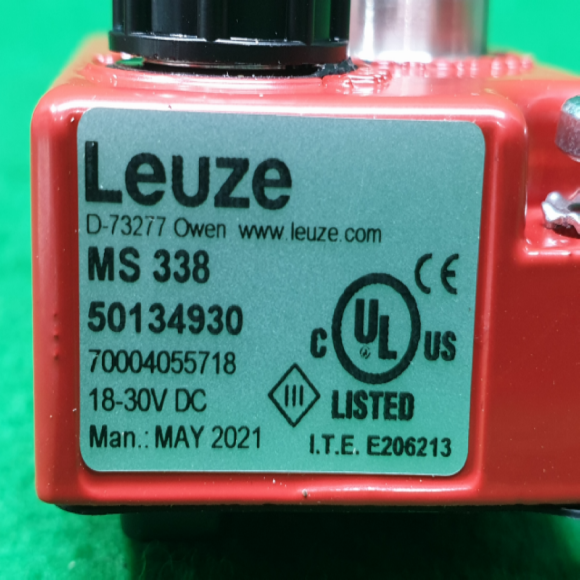 Leuze
D-73277 Owen www.leuze.com
MS 338
50134930
70004055718
18-30V DC
Man.: MAY 2021
CE
C UL US
®
LISTED
III
I.T.E. E206213